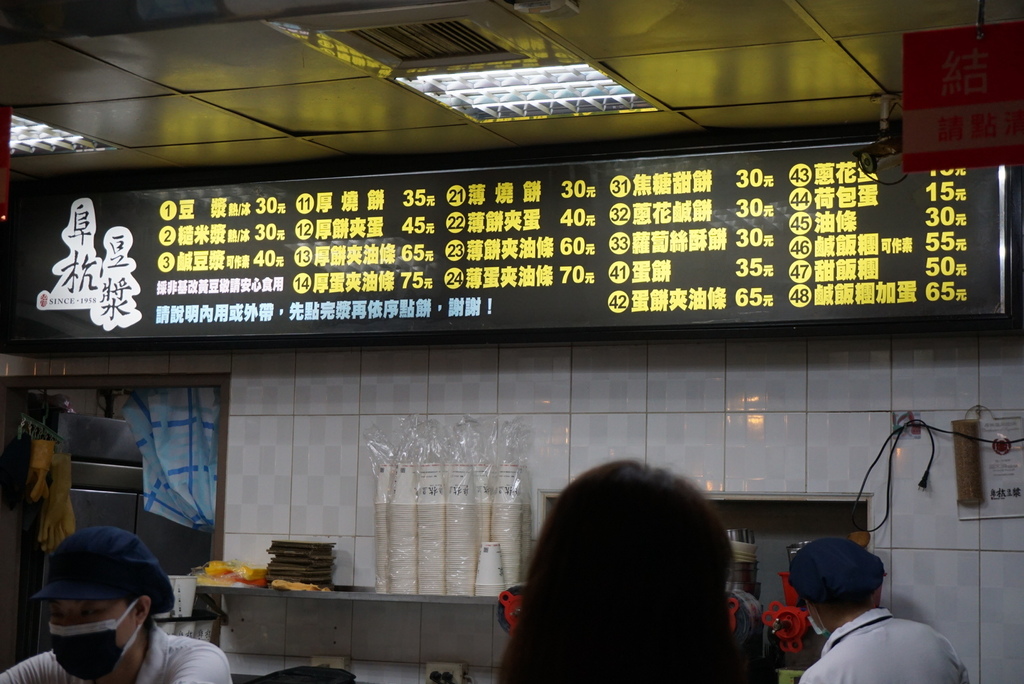 結
請點清
阜杭
豆漿
SINCE·1958
①豆 漿 熱/冰 30元
②糙米漿 熱/冰 30元
③鹹豆漿 可作素 40元
採非基改黃豆敬請安心食用
⑪厚 燒 餅 35元
⑫厚餅夾蛋 45元
⑬厚餅夾油條 65元
⑭厚蛋夾油條 75元
㉑薄 燒 餅 30元
㉒薄餅夾蛋 40元
㉓薄餅夾油條 60元
㉔薄蛋夾油條 70元
請說明內用或外帶，先點完漿再依序點餅，謝謝！
㉛焦糖甜餅 30元
㉜蔥花鹹餅 30元
㉝蘿蔔絲酥餅 30元
㊶蛋餅 35元
㊷蛋餅夾油條 65元
㊸蔥花蛋
㊹荷包蛋 15元
㊺油條 30元
㊻鹹飯糰 可作素 55元
㊼甜飯糰 50元
㊽鹹飯糰加蛋 65元